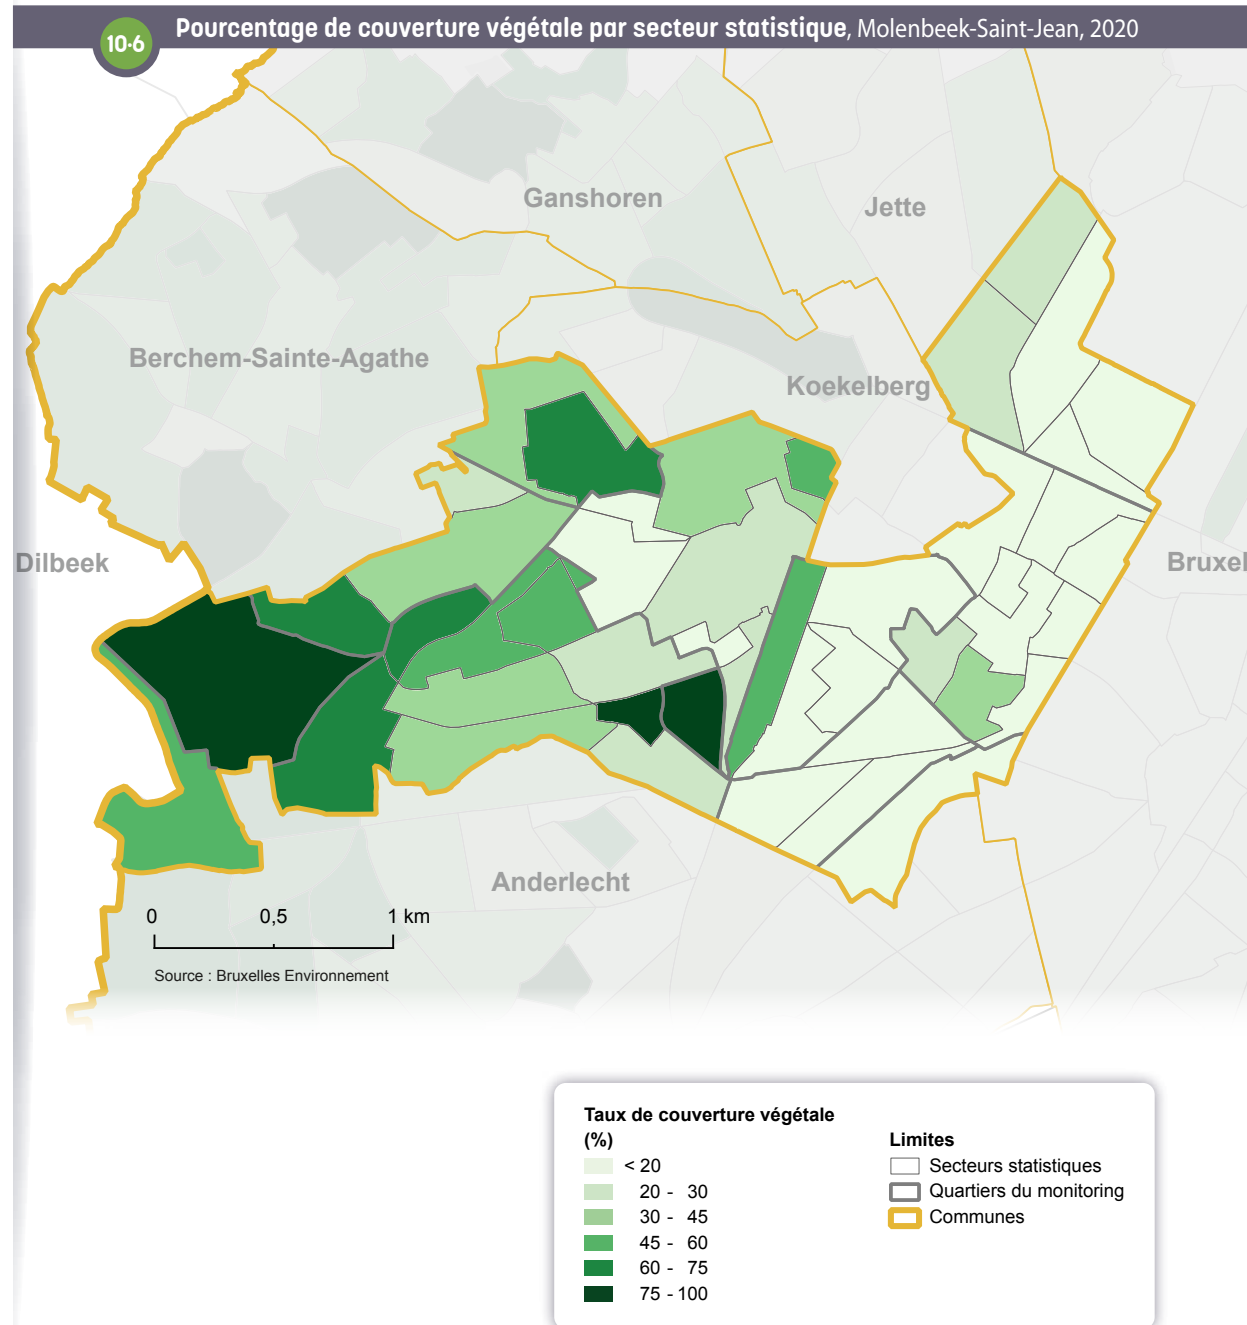 10·6
Pourcentage de couverture végétale par secteur statistique, Molenbeek-Saint-Jean, 2020
Ganshoren
Jette
Berchem-Sainte-Agathe
Koekelberg
Dilbeek
Bruxel
Anderlecht
0 0,5 1 km
Source : Bruxelles Environnement
Taux de couverture végétale
(%)
< 20
20 - 30
30 - 45
45 - 60
60 - 75
75 - 100
Limites
Secteurs statistiques
Quartiers du monitoring
Communes